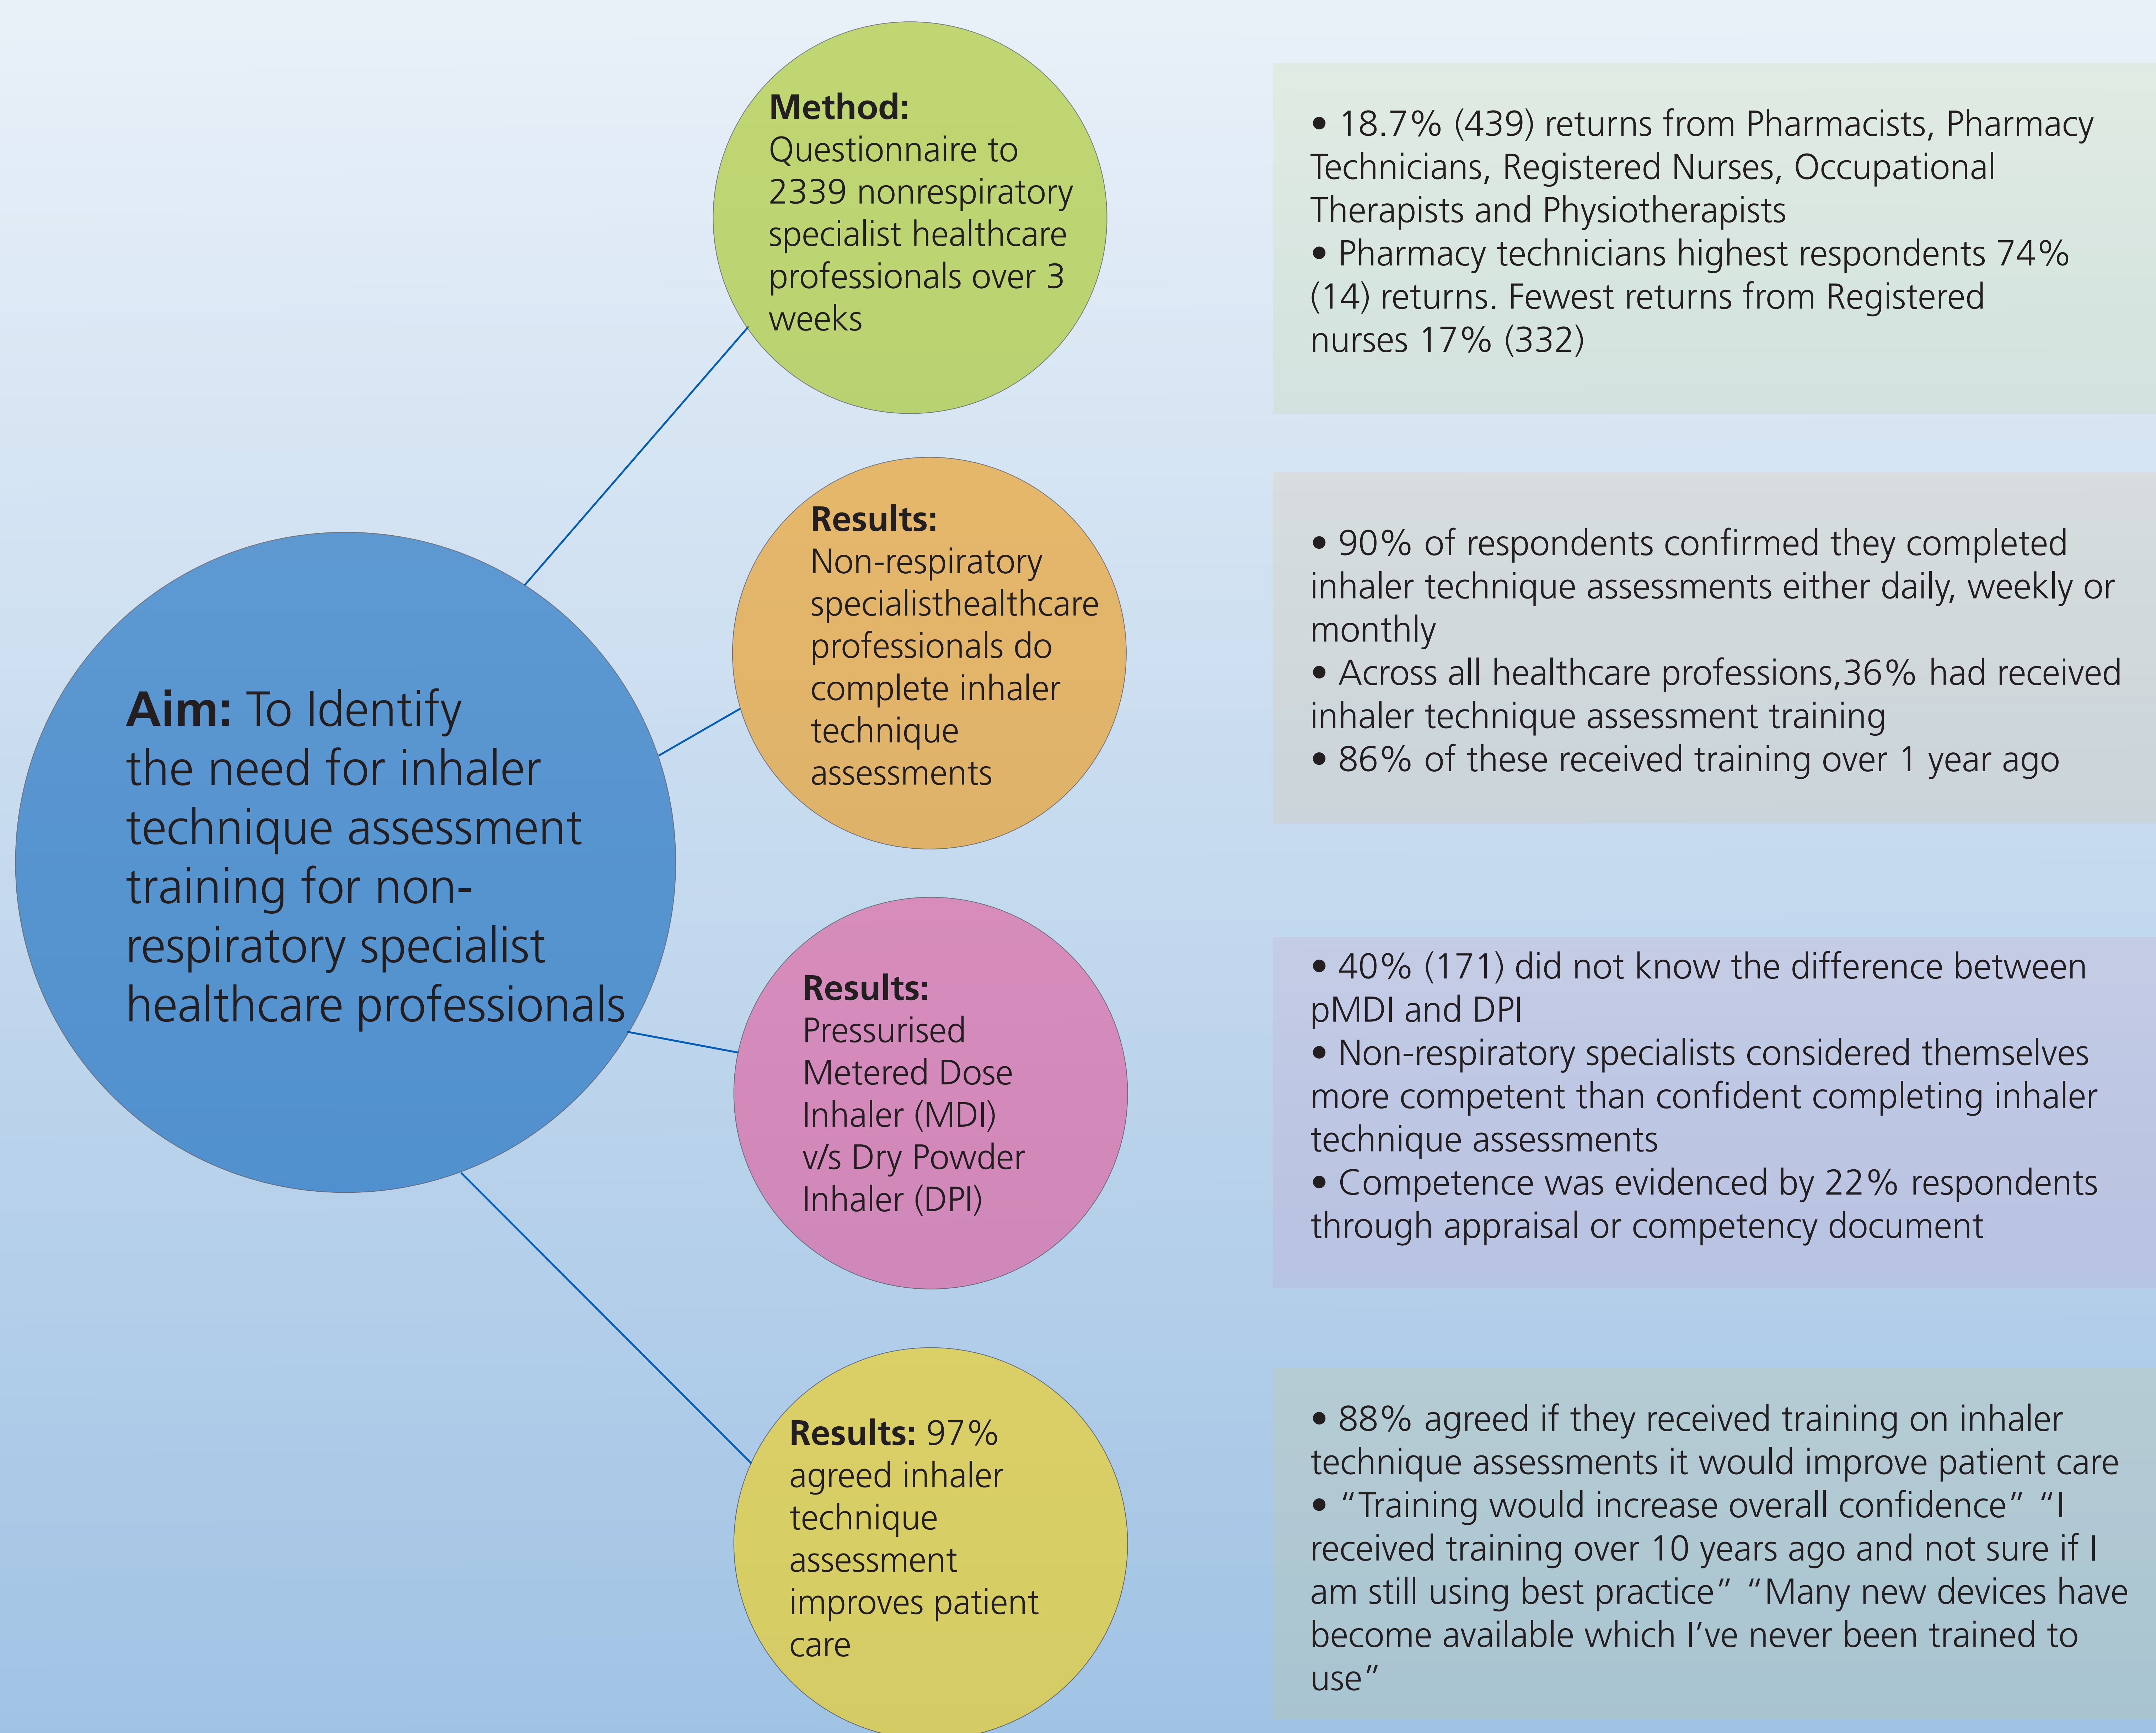 Aim: To Identify
the need for inhaler
technique assessment
training for non-
respiratory specialist
healthcare professionals
Method:
Questionnaire to
2339 nonrespiratory
specialist healthcare
professionals over 3
weeks
• 18.7% (439) returns from Pharmacists, Pharmacy
Technicians, Registered Nurses, Occupational
Therapists and Physiotherapists
• Pharmacy technicians highest respondents 74%
(14) returns. Fewest returns from Registered
nurses 17% (332)
Results:
Non-respiratory
specialisthealthcare
professionals do
complete inhaler
technique
assessments
• 90% of respondents confirmed they completed
inhaler technique assessments either daily, weekly or
monthly
• Across all healthcare professions,36% had received
inhaler technique assessment training
• 86% of these received training over 1 year ago
Results:
Pressurised
Metered Dose
Inhaler (MDI)
v/s Dry Powder
Inhaler (DPI)
• 40% (171) did not know the difference between
pMDI and DPI
• Non-respiratory specialists considered themselves
more competent than confident completing inhaler
technique assessments
• Competence was evidenced by 22% respondents
through appraisal or competency document
Results: 97%
agreed inhaler
technique
assessment
improves patient
care
• 88% agreed if they received training on inhaler
technique assessments it would improve patient care
• “Training would increase overall confidence” “I
received training over 10 years ago and not sure if I
am still using best practice” “Many new devices have
become available which I’ve never been trained to
use”